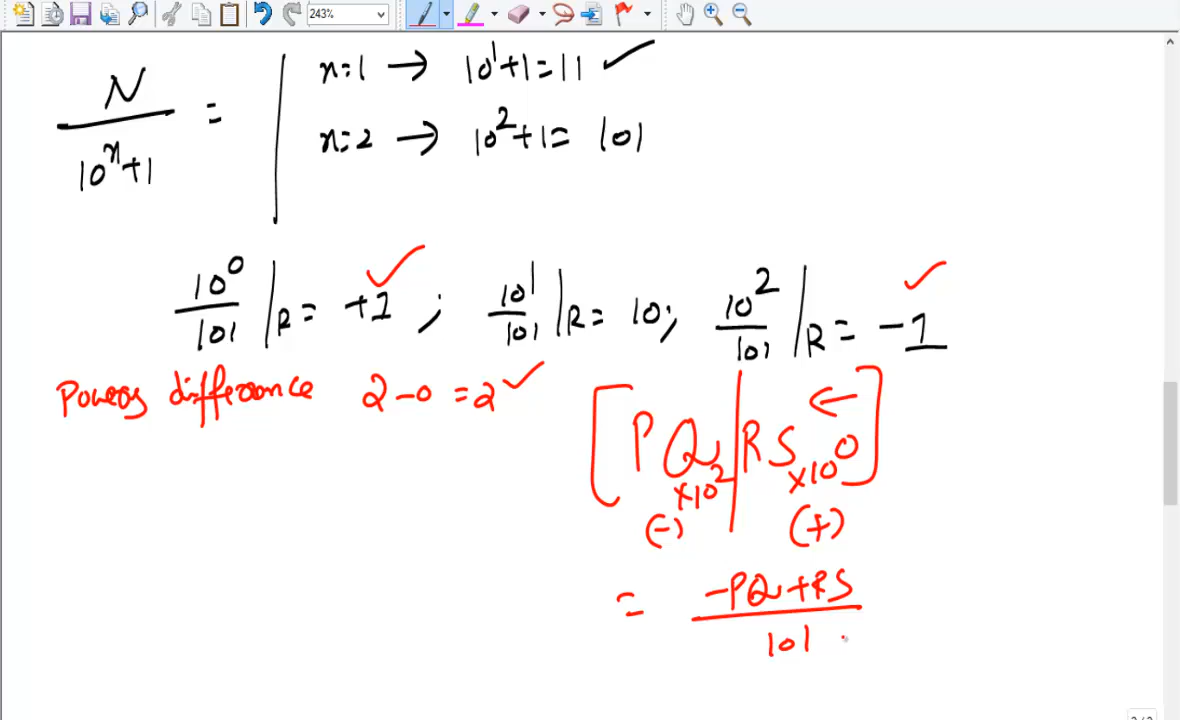 243%
N / 10^n+1 =
n=1 → 10^1+1=11 ✓
n=2 → 10^2+1= 101
10^0/101 | R = +1 ✓ ; 10^1/101 | R = 10; 10^2/101 | R = -1 ✓
Powers difference 2-0 =2 ✓
[PQ×10^2 | RS×10^0] ←
(-) (+)
= -PQ+RS / 101